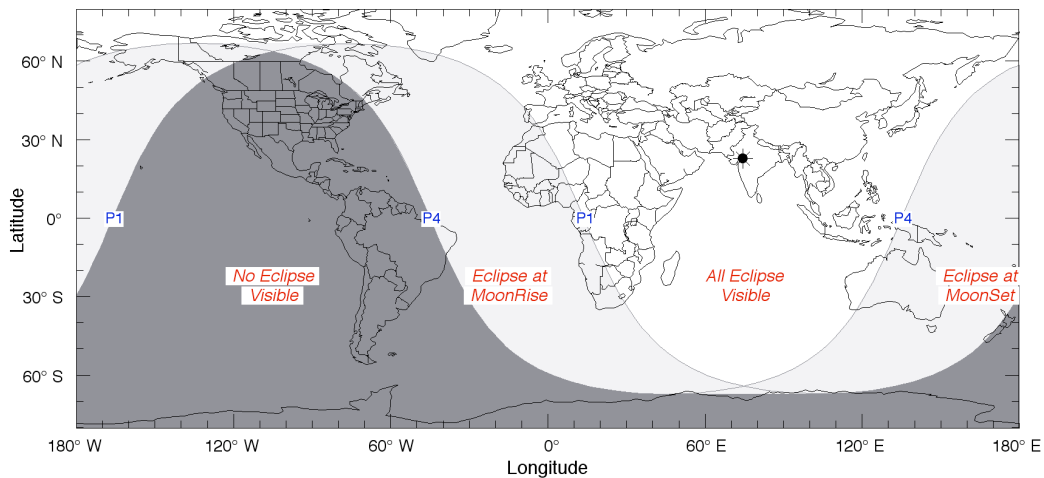 60° N
30° N
0°
30° S
60° S
Latitude
P1
P4
P1
P4
No Eclipse
Visible
Eclipse at
MoonRise
All Eclipse
Visible
Eclipse at
MoonSet
180° W
120° W
60° W
0°
60° E
120° E
180° E
Longitude